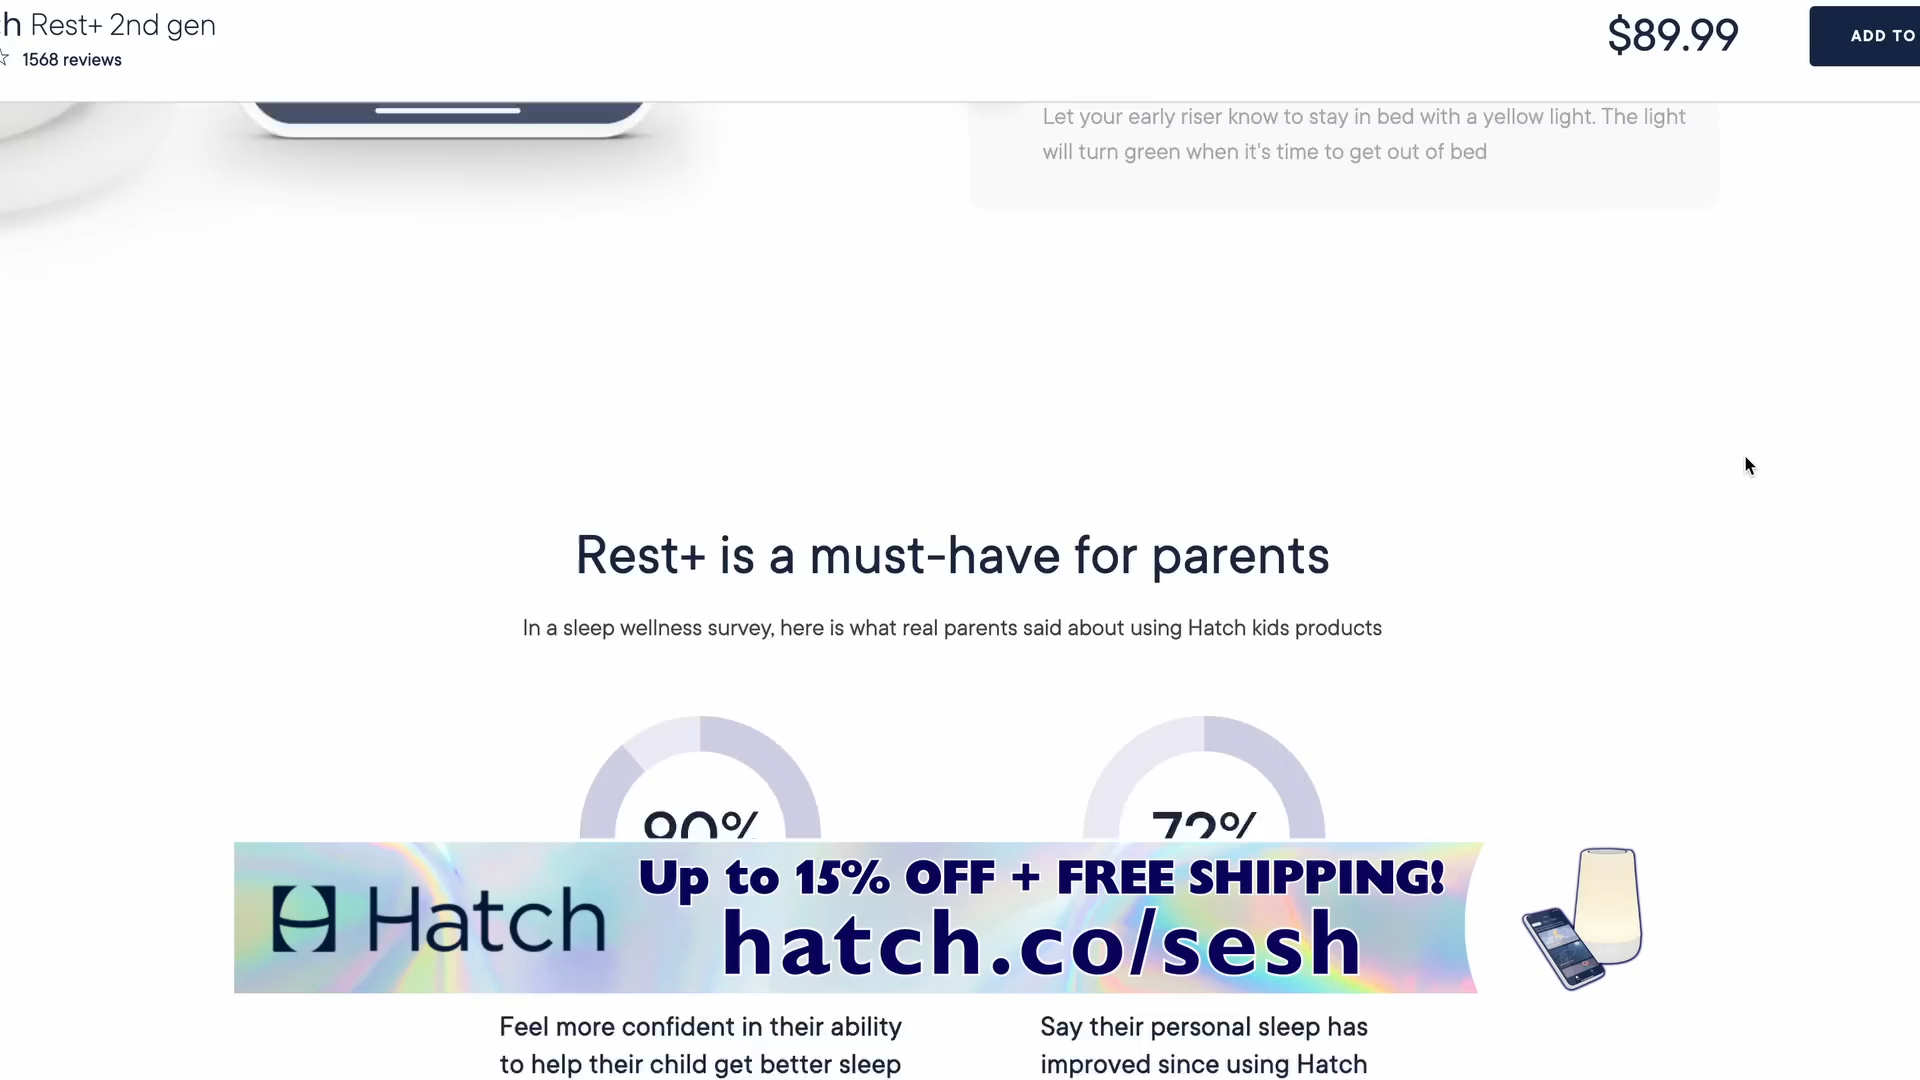 Rest+ 2nd gen
1568 reviews
$89.99
ADD TO
Let your early riser know to stay in bed with a yellow light. The light
will turn green when it's time to get out of bed
Rest+ is a must-have for parents
In a sleep wellness survey, here is what real parents said about using Hatch kids products
90%
72%
Hatch
Up to 15% OFF + FREE SHIPPING!
hatch.co/sesh
Feel more confident in their ability
to help their child get better sleep
Say their personal sleep has
improved since using Hatch